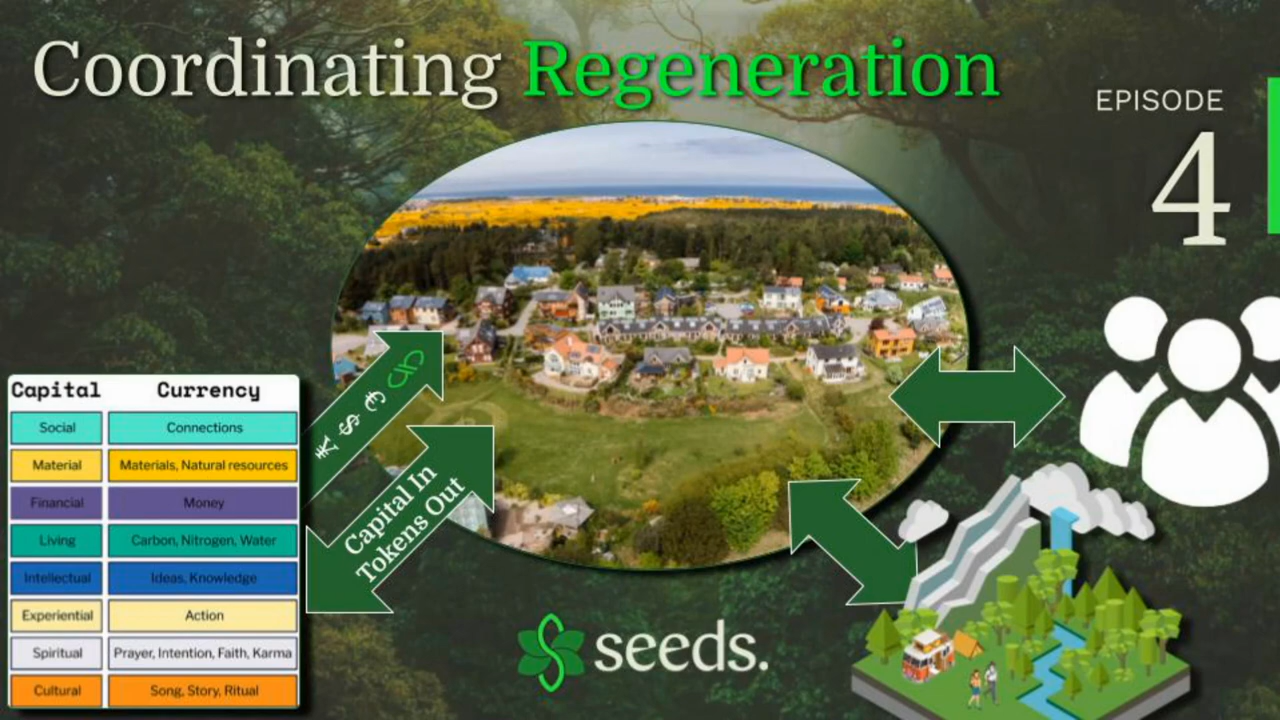 Coordinating Regeneration
EPISODE
4
Capital Currency
Social Connections
Material Materials, Natural resources
Financial Money
Living Carbon, Nitrogen, Water
Intellectual Ideas, Knowledge
Experiential Action
Spiritual Prayer, Intention, Faith, Karma
Cultural Song, Story, Ritual
Capital In
Tokens Out
seeds.